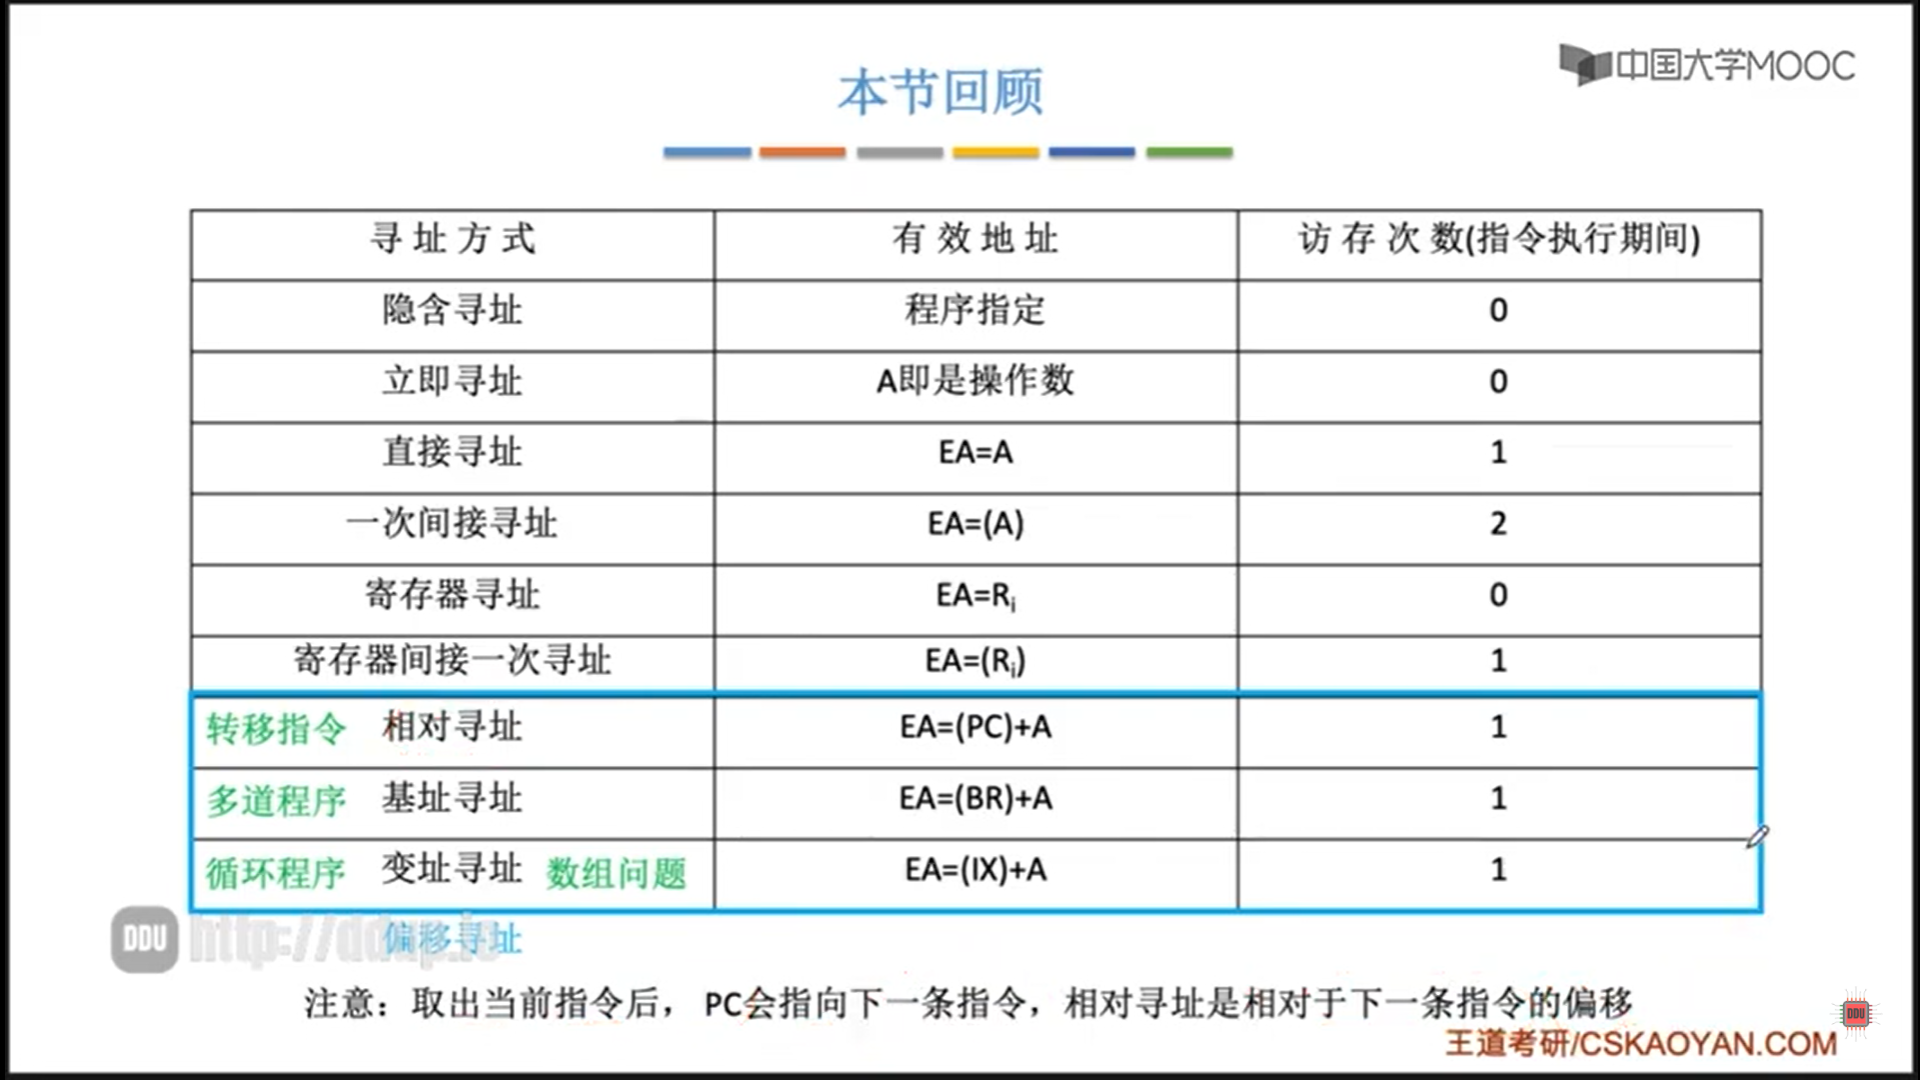 中国大学MOOC
本节回顾
寻址方式 有效地址 访存次数(指令执行期间)
隐含寻址 程序指定 0
立即寻址 A即是操作数 0
直接寻址 EA=A 1
一次间接寻址 EA=(A) 2
寄存器寻址 EA=Ri 0
寄存器间接一次寻址 EA=(Ri) 1
转移指令 相对寻址 EA=(PC)+A 1
多道程序 基址寻址 EA=(BR)+A 1
循环程序 变址寻址 数组问题 EA=(IX)+A 1
DDU http://ddup.io
偏移寻址
注意：取出当前指令后， PC会指向下一条指令，相对寻址是相对于下一条指令的偏移
DDU
王道考研/CSKAOYAN.COM